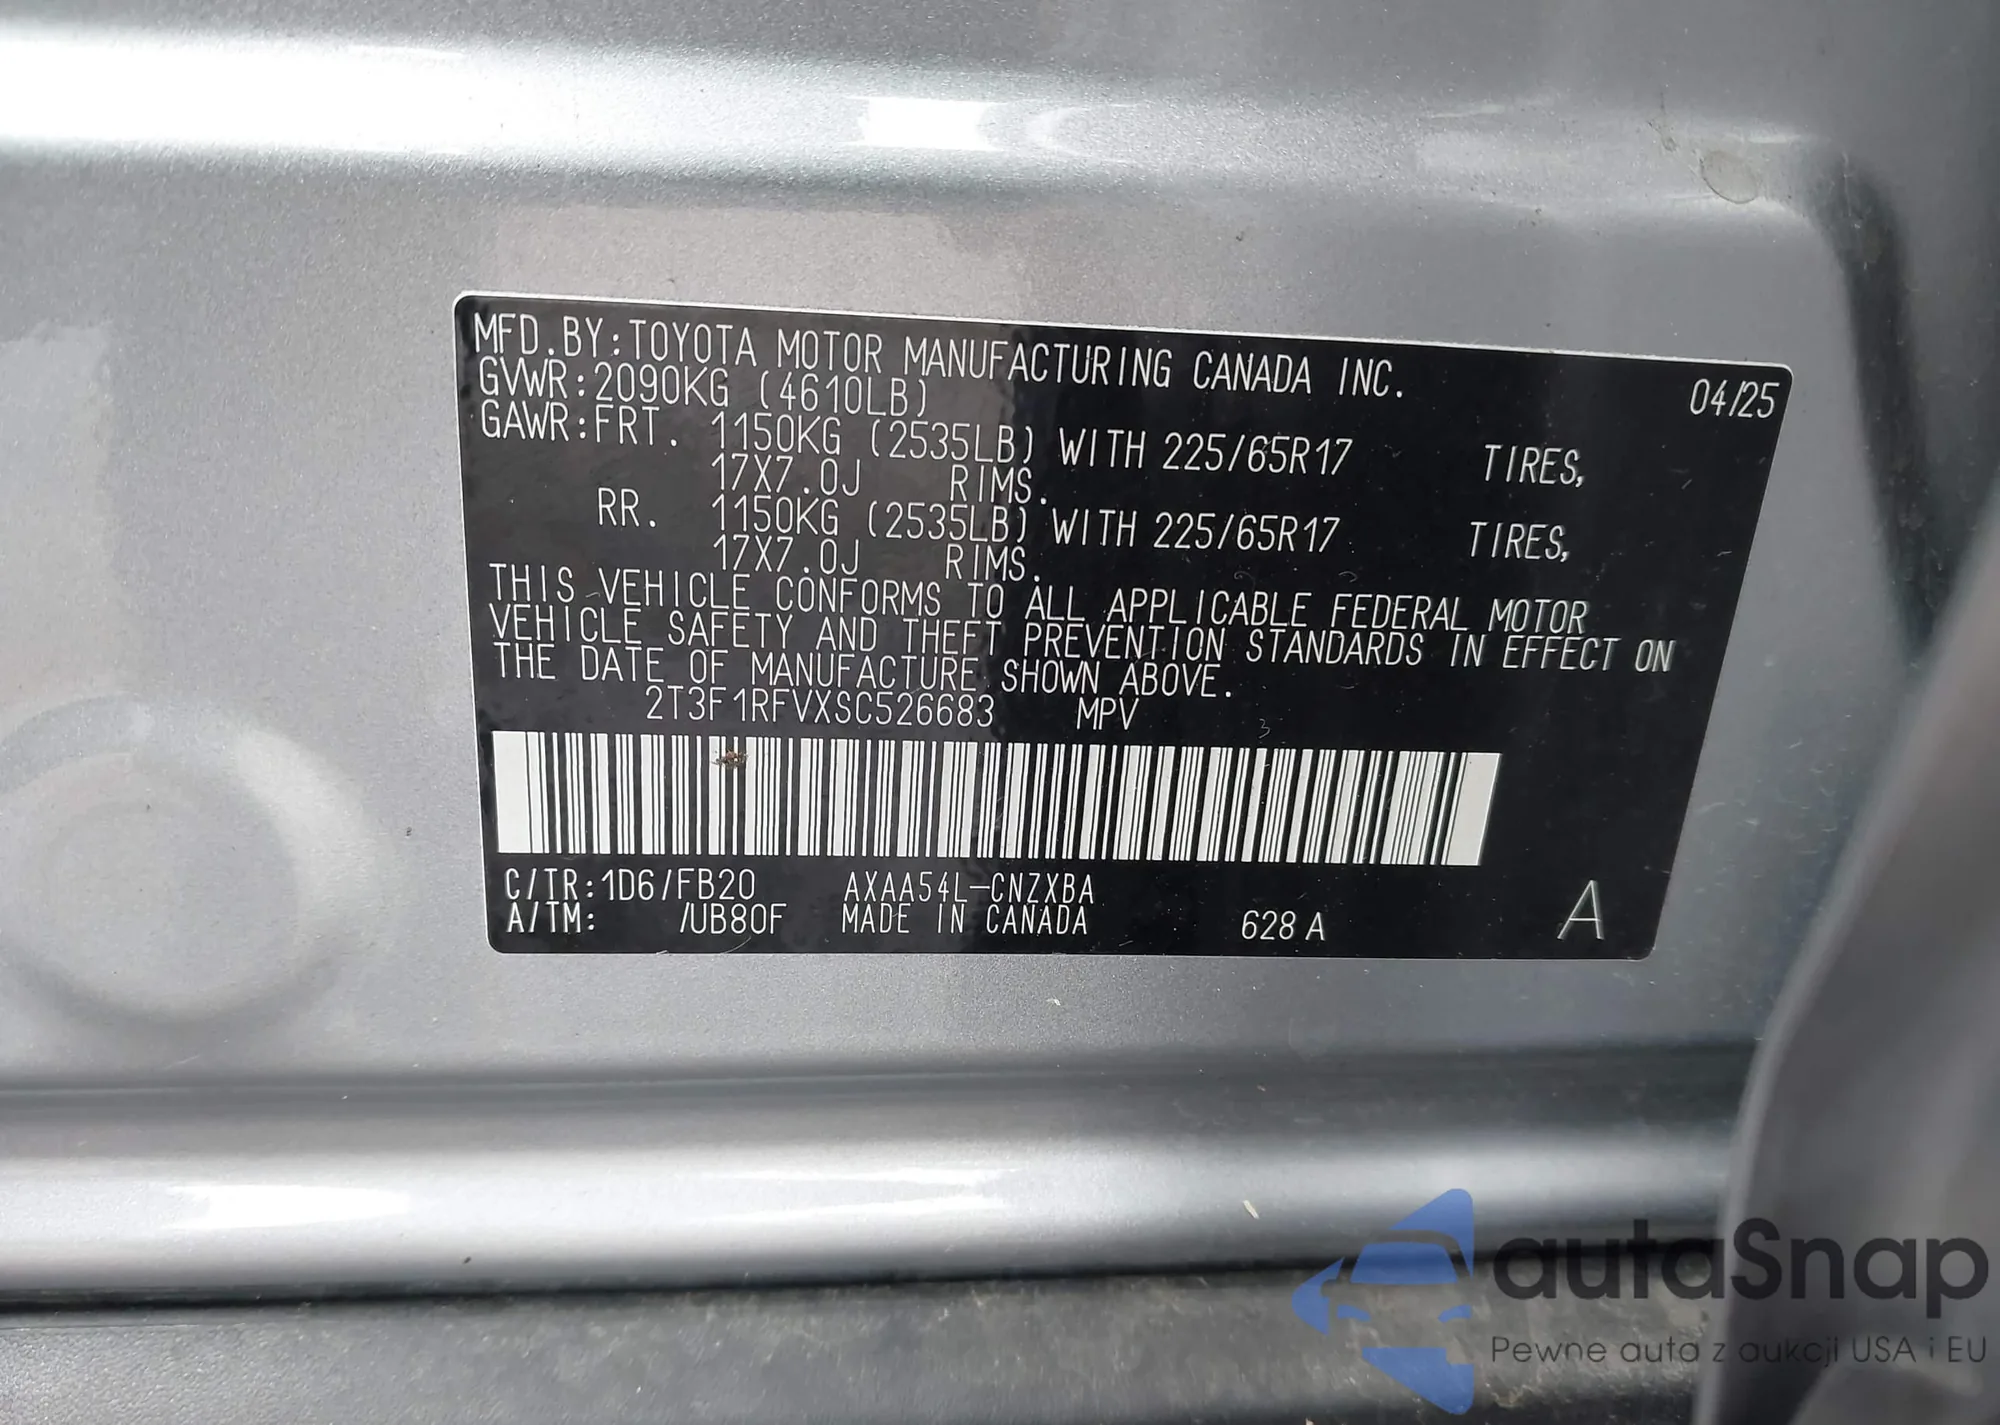 MFD.BY:TOYOTA MOTOR MANUFACTURING CANADA INC. 04/25
GVWR:2090KG (4610LB)
GAWR:FRT. 1150KG (2535LB) WITH 225/65R17 TIRES,
17X7.0J RIMS.
RR. 1150KG (2535LB) WITH 225/65R17 TIRES,
17X7.0J RIMS.
THIS VEHICLE CONFORMS TO ALL APPLICABLE FEDERAL MOTOR
VEHICLE SAFETY AND THEFT PREVENTION STANDARDS IN EFFECT ON
THE DATE OF MANUFACTURE SHOWN ABOVE.
2T3F1RFVXSC526683 MPV
C/TR:1D6/FB20 AXAA54L-CNZXBA
A/TM: /UB80F MADE IN CANADA 628 A A
autaSnap
Pewne auta z aukcji USA i EU